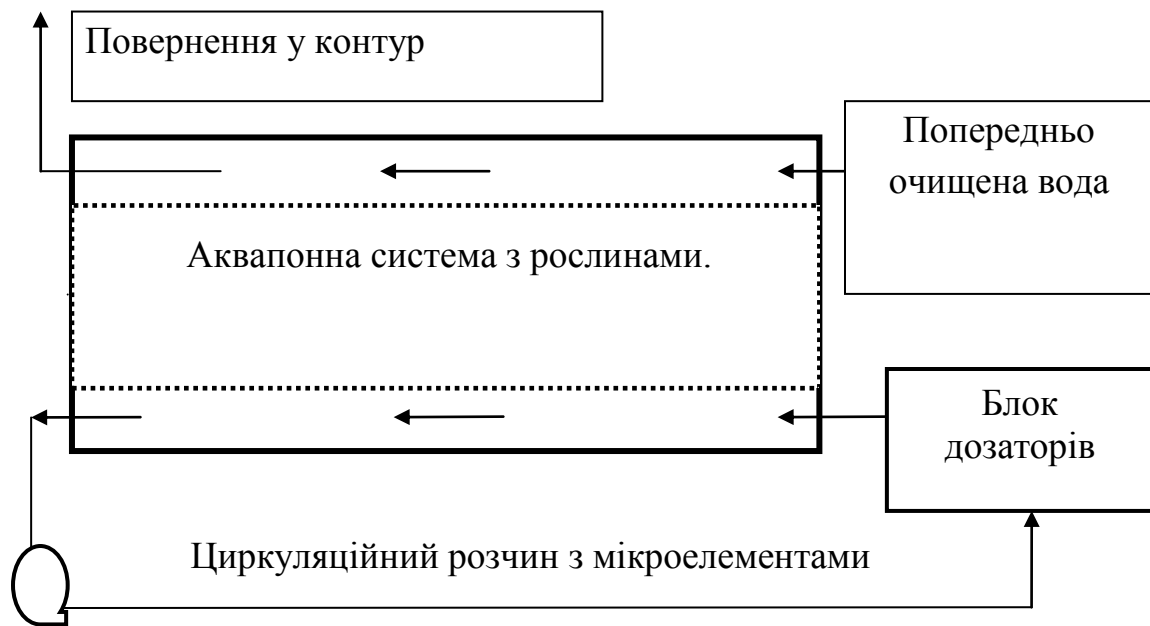 Повернення у контур
Попередньо
очищена вода
Аквапонна система з рослинами.
Блок
дозаторів
Циркуляційний розчин з мікроелементами